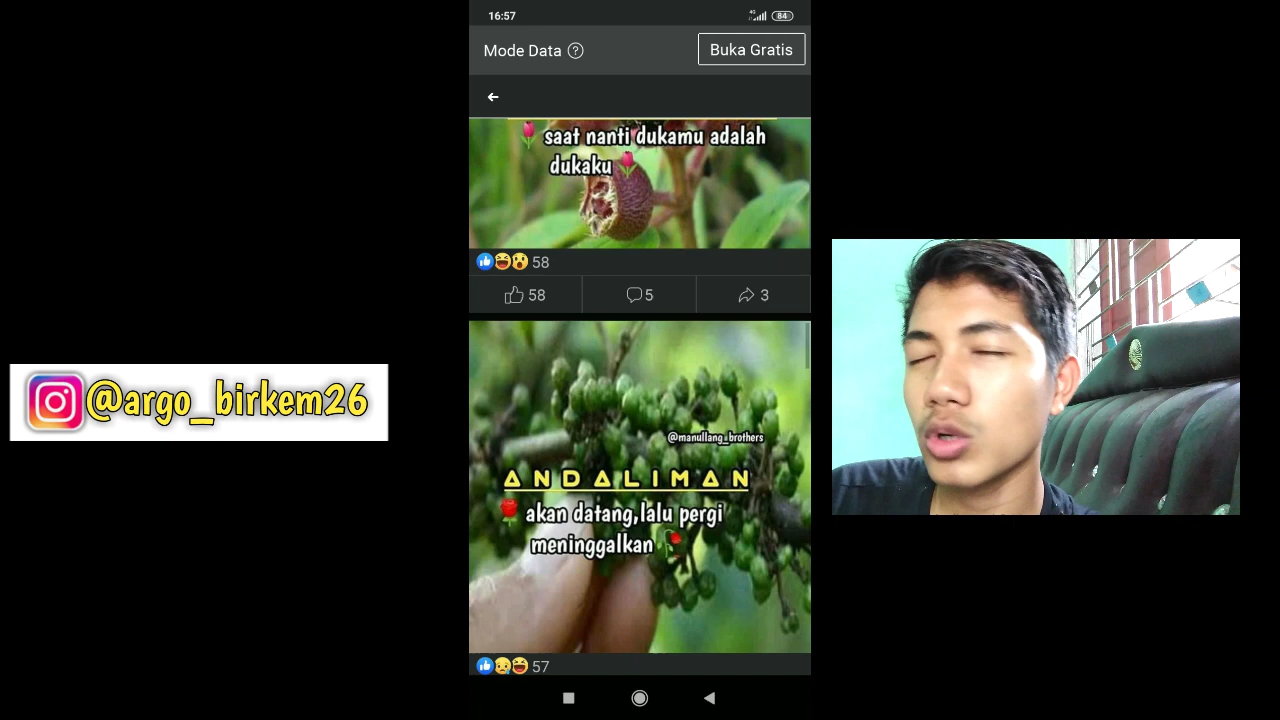 16:57
4G
84
Mode Data ?
Buka Gratis
saat nanti dukamu adalah
dukaku
58
58
5
3
@manullang_brothers
ANDALIMAN
akan datang,lalu pergi
meninggalkan
57
@argo_birkem26